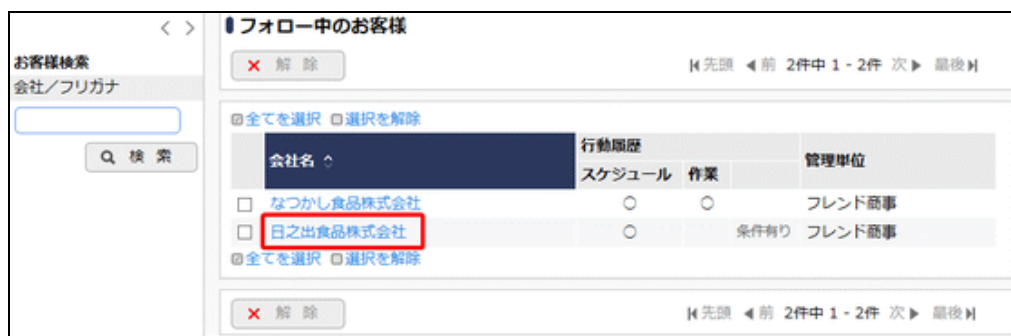 フォロー中のお客様
お客様検索
会社／フリガナ
検 索
解 除
先頭 前 2件中 1 - 2件 次 最後
全てを選択 選択を解除
会社名 行動履歴 管理単位
スケジュール 作業
なつかし食品株式会社 ○ ○ フレンド商事
日之出食品株式会社 ○ 条件有り フレンド商事
全てを選択 選択を解除
解 除
先頭 前 2件中 1 - 2件 次 最後